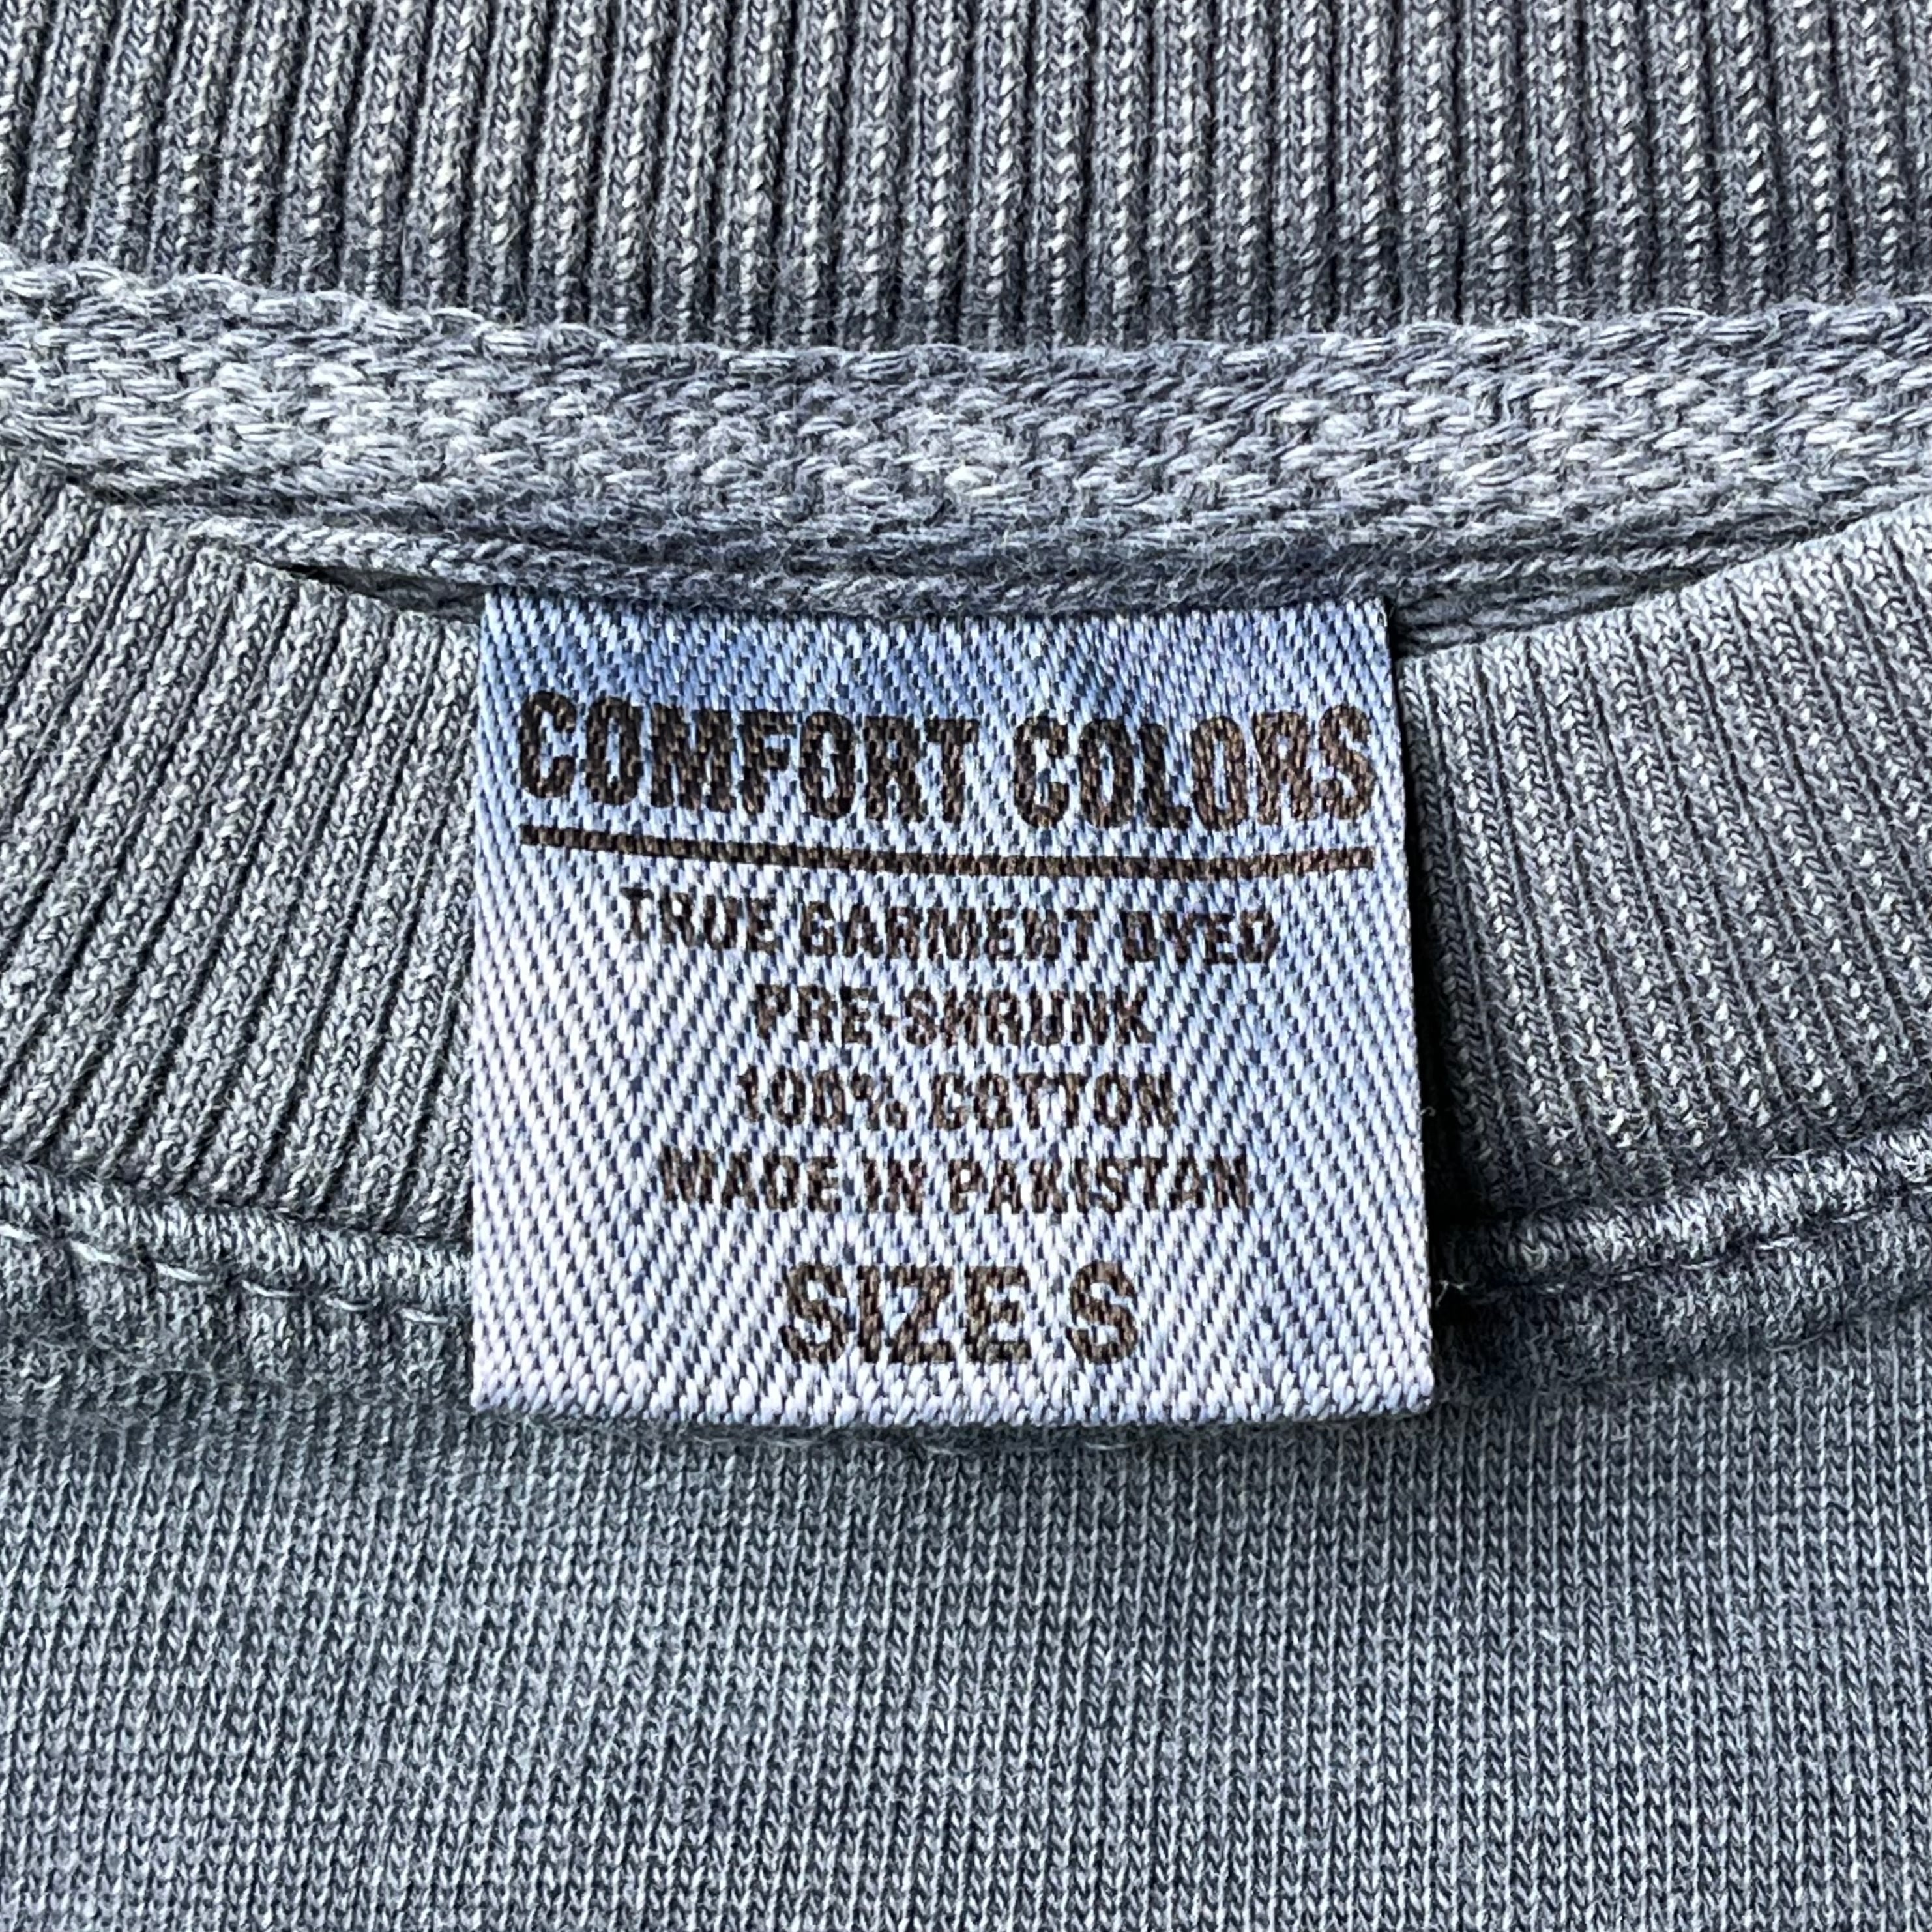 COMFORT COLORS
TRUE GARMENT DYED
PRE-SHRUNK
100% COTTON
MADE IN PAKISTAN
SIZE S